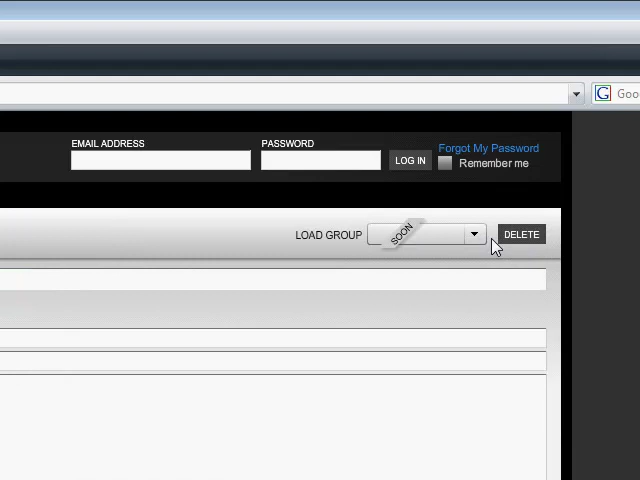 Goo
EMAIL ADDRESS
PASSWORD
LOG IN
Forgot My Password
Remember me
LOAD GROUP
SOON
DELETE